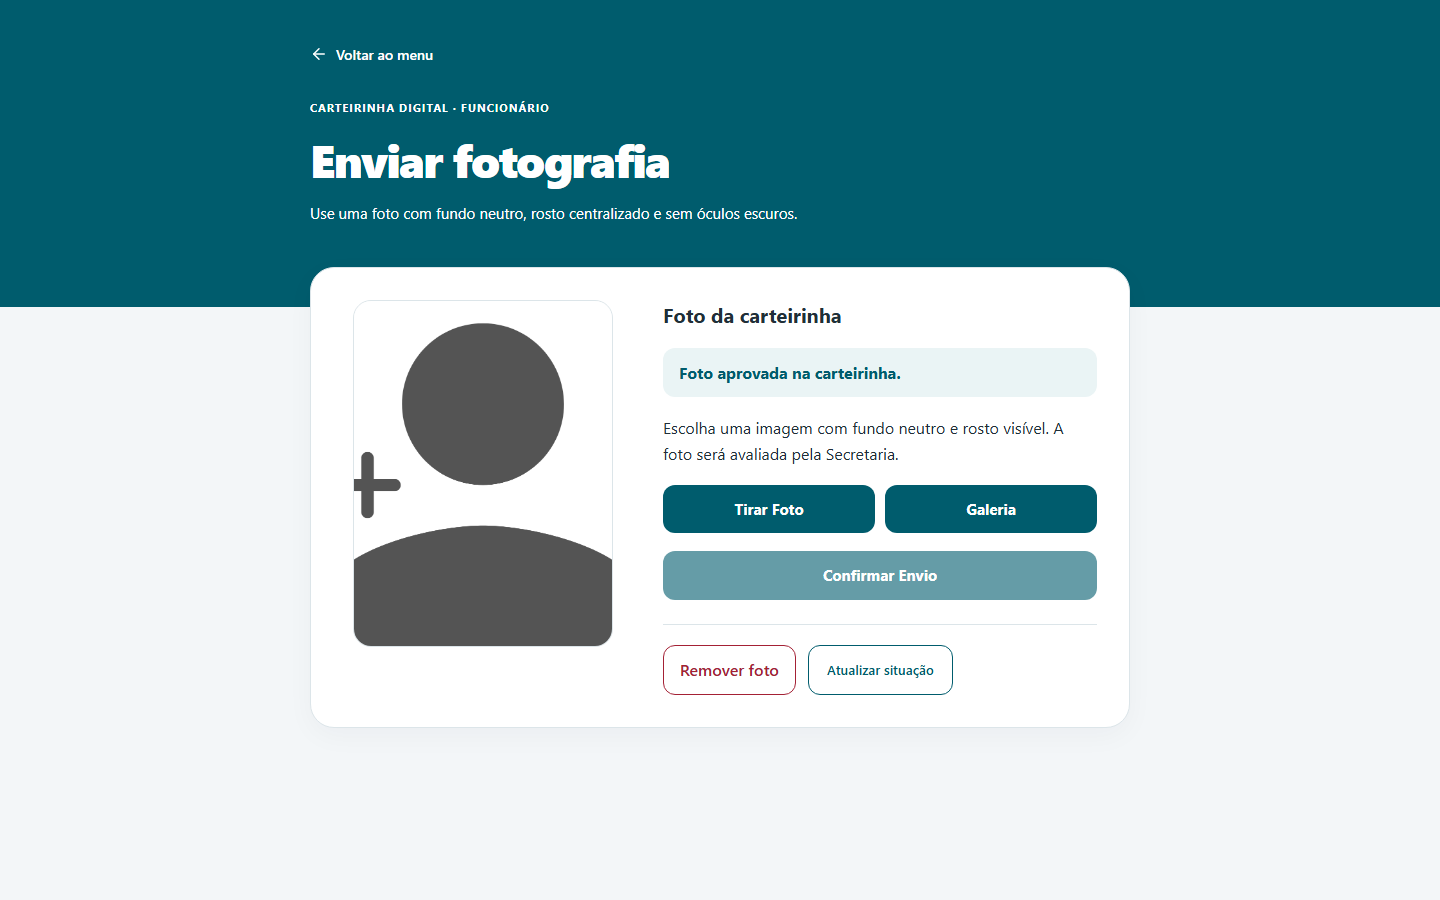 Voltar ao menu
CARTEIRINHA DIGITAL · FUNCIONÁRIO
Enviar fotografia
Use uma foto com fundo neutro, rosto centralizado e sem óculos escuros.
Foto da carteirinha
Foto aprovada na carteirinha.
Escolha uma imagem com fundo neutro e rosto visível. A
foto será avaliada pela Secretaria.
Tirar Foto
Galeria
Confirmar Envio
Remover foto
Atualizar situação